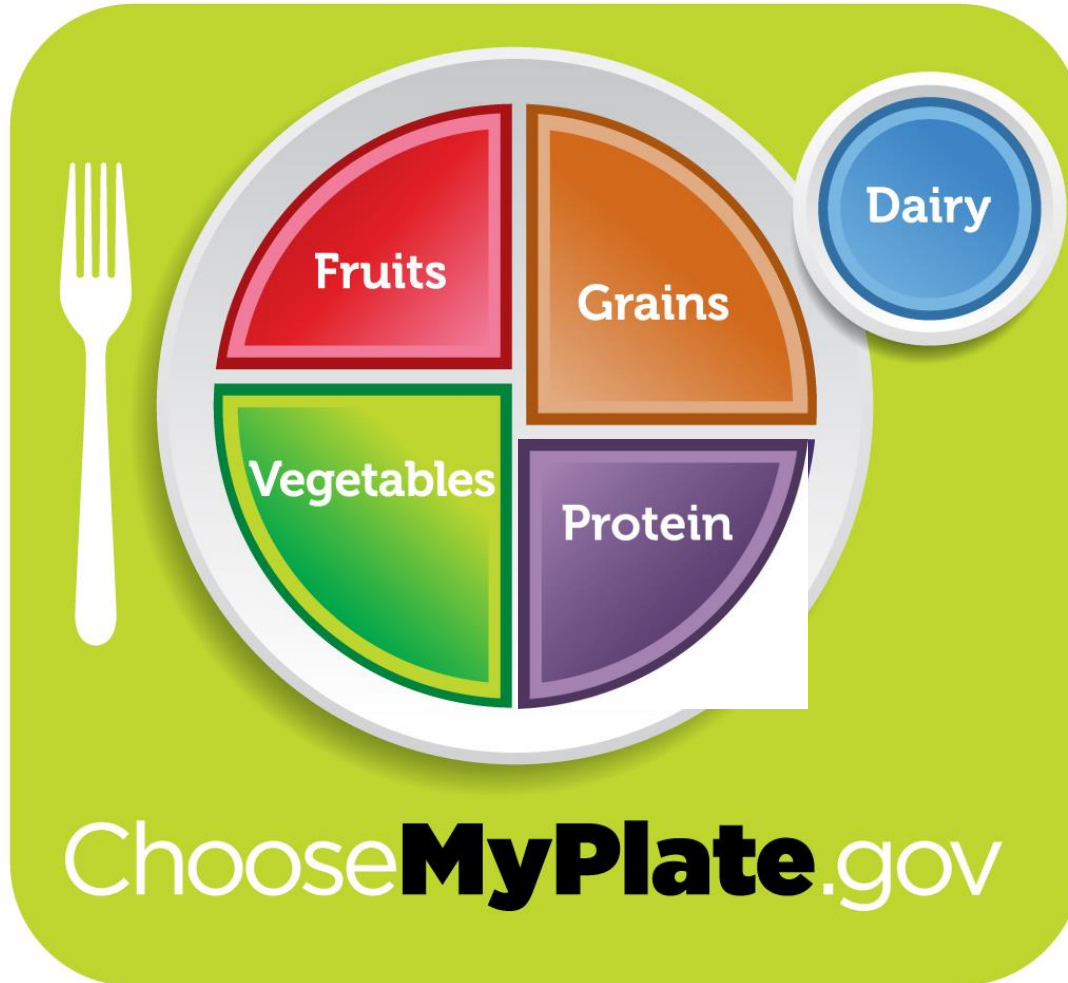 Fruits
Grains
Dairy
Vegetables
Protein
ChooseMyPlate.gov